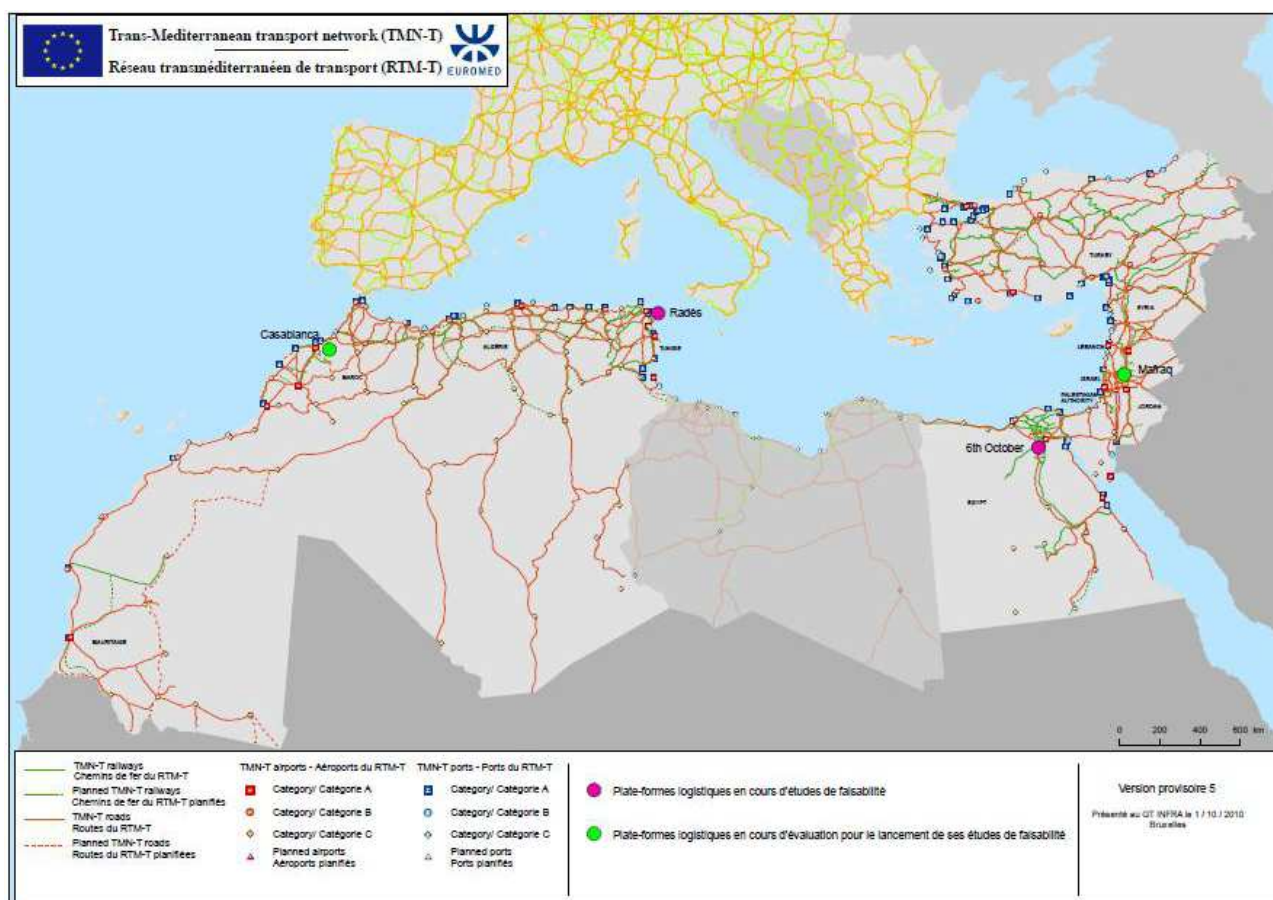 Trans-Mediterranean transport network (TMN-T)
Réseau transméditerranéen de transport (RTM-T)
EUROMED
Casablanca
Radès
Mafraq
6th October
MAROC
ALGERIE
TUNISIE
TURKEY
SYRIA
LEBANON
ISRAEL
PALESTINIAN
AUTHORITY
JORDAN
EGYPT
MAURITANIE
0 200 400 600 km
TMN-T railways
Chemins de fer du RTM-T
Planned TMN-T railways
Chemins de fer du RTM-T planifiés
TMN-T roads
Routes du RTM-T
Planned TMN-T roads
Routes du RTM-T planifiées
TMN-T airports - Aéroports du RTM-T
Category/ Catégorie A
Category/ Catégorie B
Category/ Catégorie C
Planned airports
Aéroports planifiés
TMN-T ports - Ports du RTM-T
Category/ Catégorie A
Category/ Catégorie B
Category/ Catégorie C
Planned ports
Ports planifiés
Plate-formes logistiques en cours d'études de faisabilité
Plate-formes logistiques en cours d'évaluation pour le lancement de ses études de faisabilité
Version provisoire 5
Présenté au GT INFRA le 1 / 10 / 2010
Bruxelles